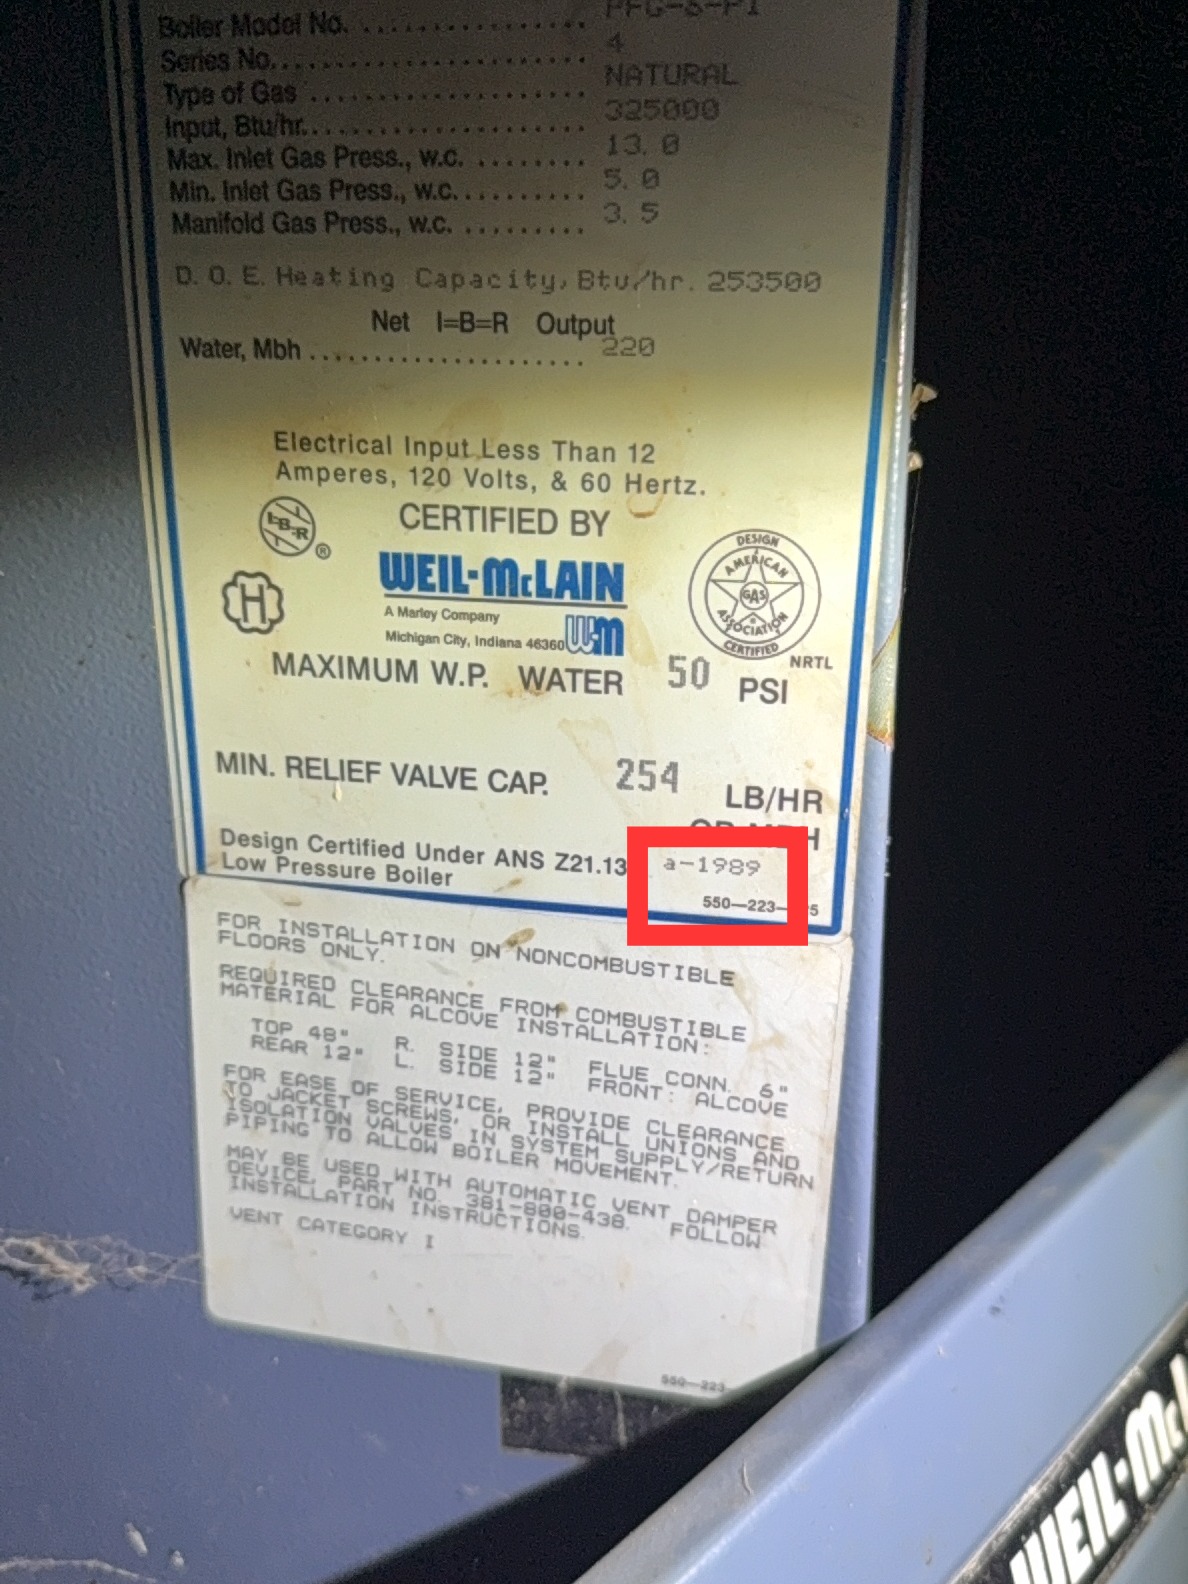 Boiler Model No. .................. PFG-6-PI
Series No. .......................... 4
Type of Gas ........................ NATURAL
Input, Btu/hr. ...................... 325000
Max. Inlet Gas Press., w.c. ......... 13.0
Min. Inlet Gas Press., w.c. .......... 5.0
Manifold Gas Press., w.c. .......... 3.5
D.O.E. Heating Capacity, Btu/hr. 253500
Net I=B=R Output
Water, Mbh ........................ 220
Electrical Input Less Than 12
Amperes, 120 Volts, & 60 Hertz.
I=B=R ®
CERTIFIED BY
WEIL-McLAIN
A Marley Company
Michigan City, Indiana 46360 WM
H
DESIGN
AMERICAN
GAS
ASSOCIATION
CERTIFIED
NRTL
MAXIMUM W.P. WATER 50 PSI
MIN. RELIEF VALVE CAP. 254 LB/HR
Design Certified Under ANS Z21.13 a-1989
Low Pressure Boiler
550-223-
FOR INSTALLATION ON NONCOMBUSTIBLE
FLOORS ONLY.
REQUIRED CLEARANCE FROM COMBUSTIBLE
MATERIAL FOR ALCOVE INSTALLATION:
TOP 48" R. SIDE 12" FLUE CONN. 6"
REAR 12" L. SIDE 12" FRONT: ALCOVE
FOR EASE OF SERVICE, PROVIDE CLEARANCE
TO JACKET SCREWS, OR INSTALL UNIONS AND
ISOLATION VALVES IN SYSTEM SUPPLY/RETURN
PIPING TO ALLOW BOILER MOVEMENT.
MAY BE USED WITH AUTOMATIC VENT DAMPER
DEVICE, PART NO. 381-800-438. FOLLOW
INSTALLATION INSTRUCTIONS.
VENT CATEGORY I
550-223-
WEIL-McL